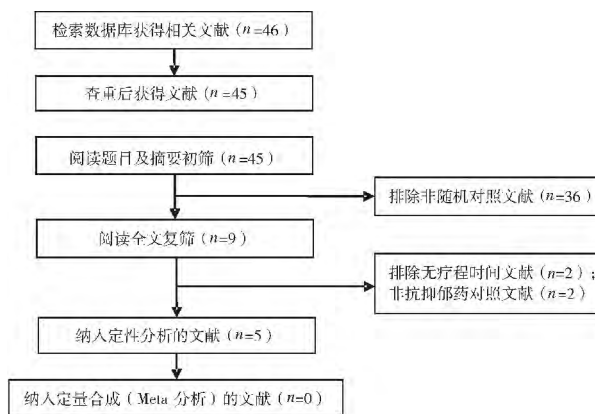 检索数据库获得相关文献（n=46）
查重后获得文献（n=45）
阅读题目及摘要初筛（n=45）
排除非随机对照文献（n=36）
阅读全文复筛（n=9）
排除无疗程时间文献（n=2）；
非抗抑郁药对照文献（n=2）
纳入定性分析的文献（n=5）
纳入定量合成（Meta 分析）的文献（n=0）